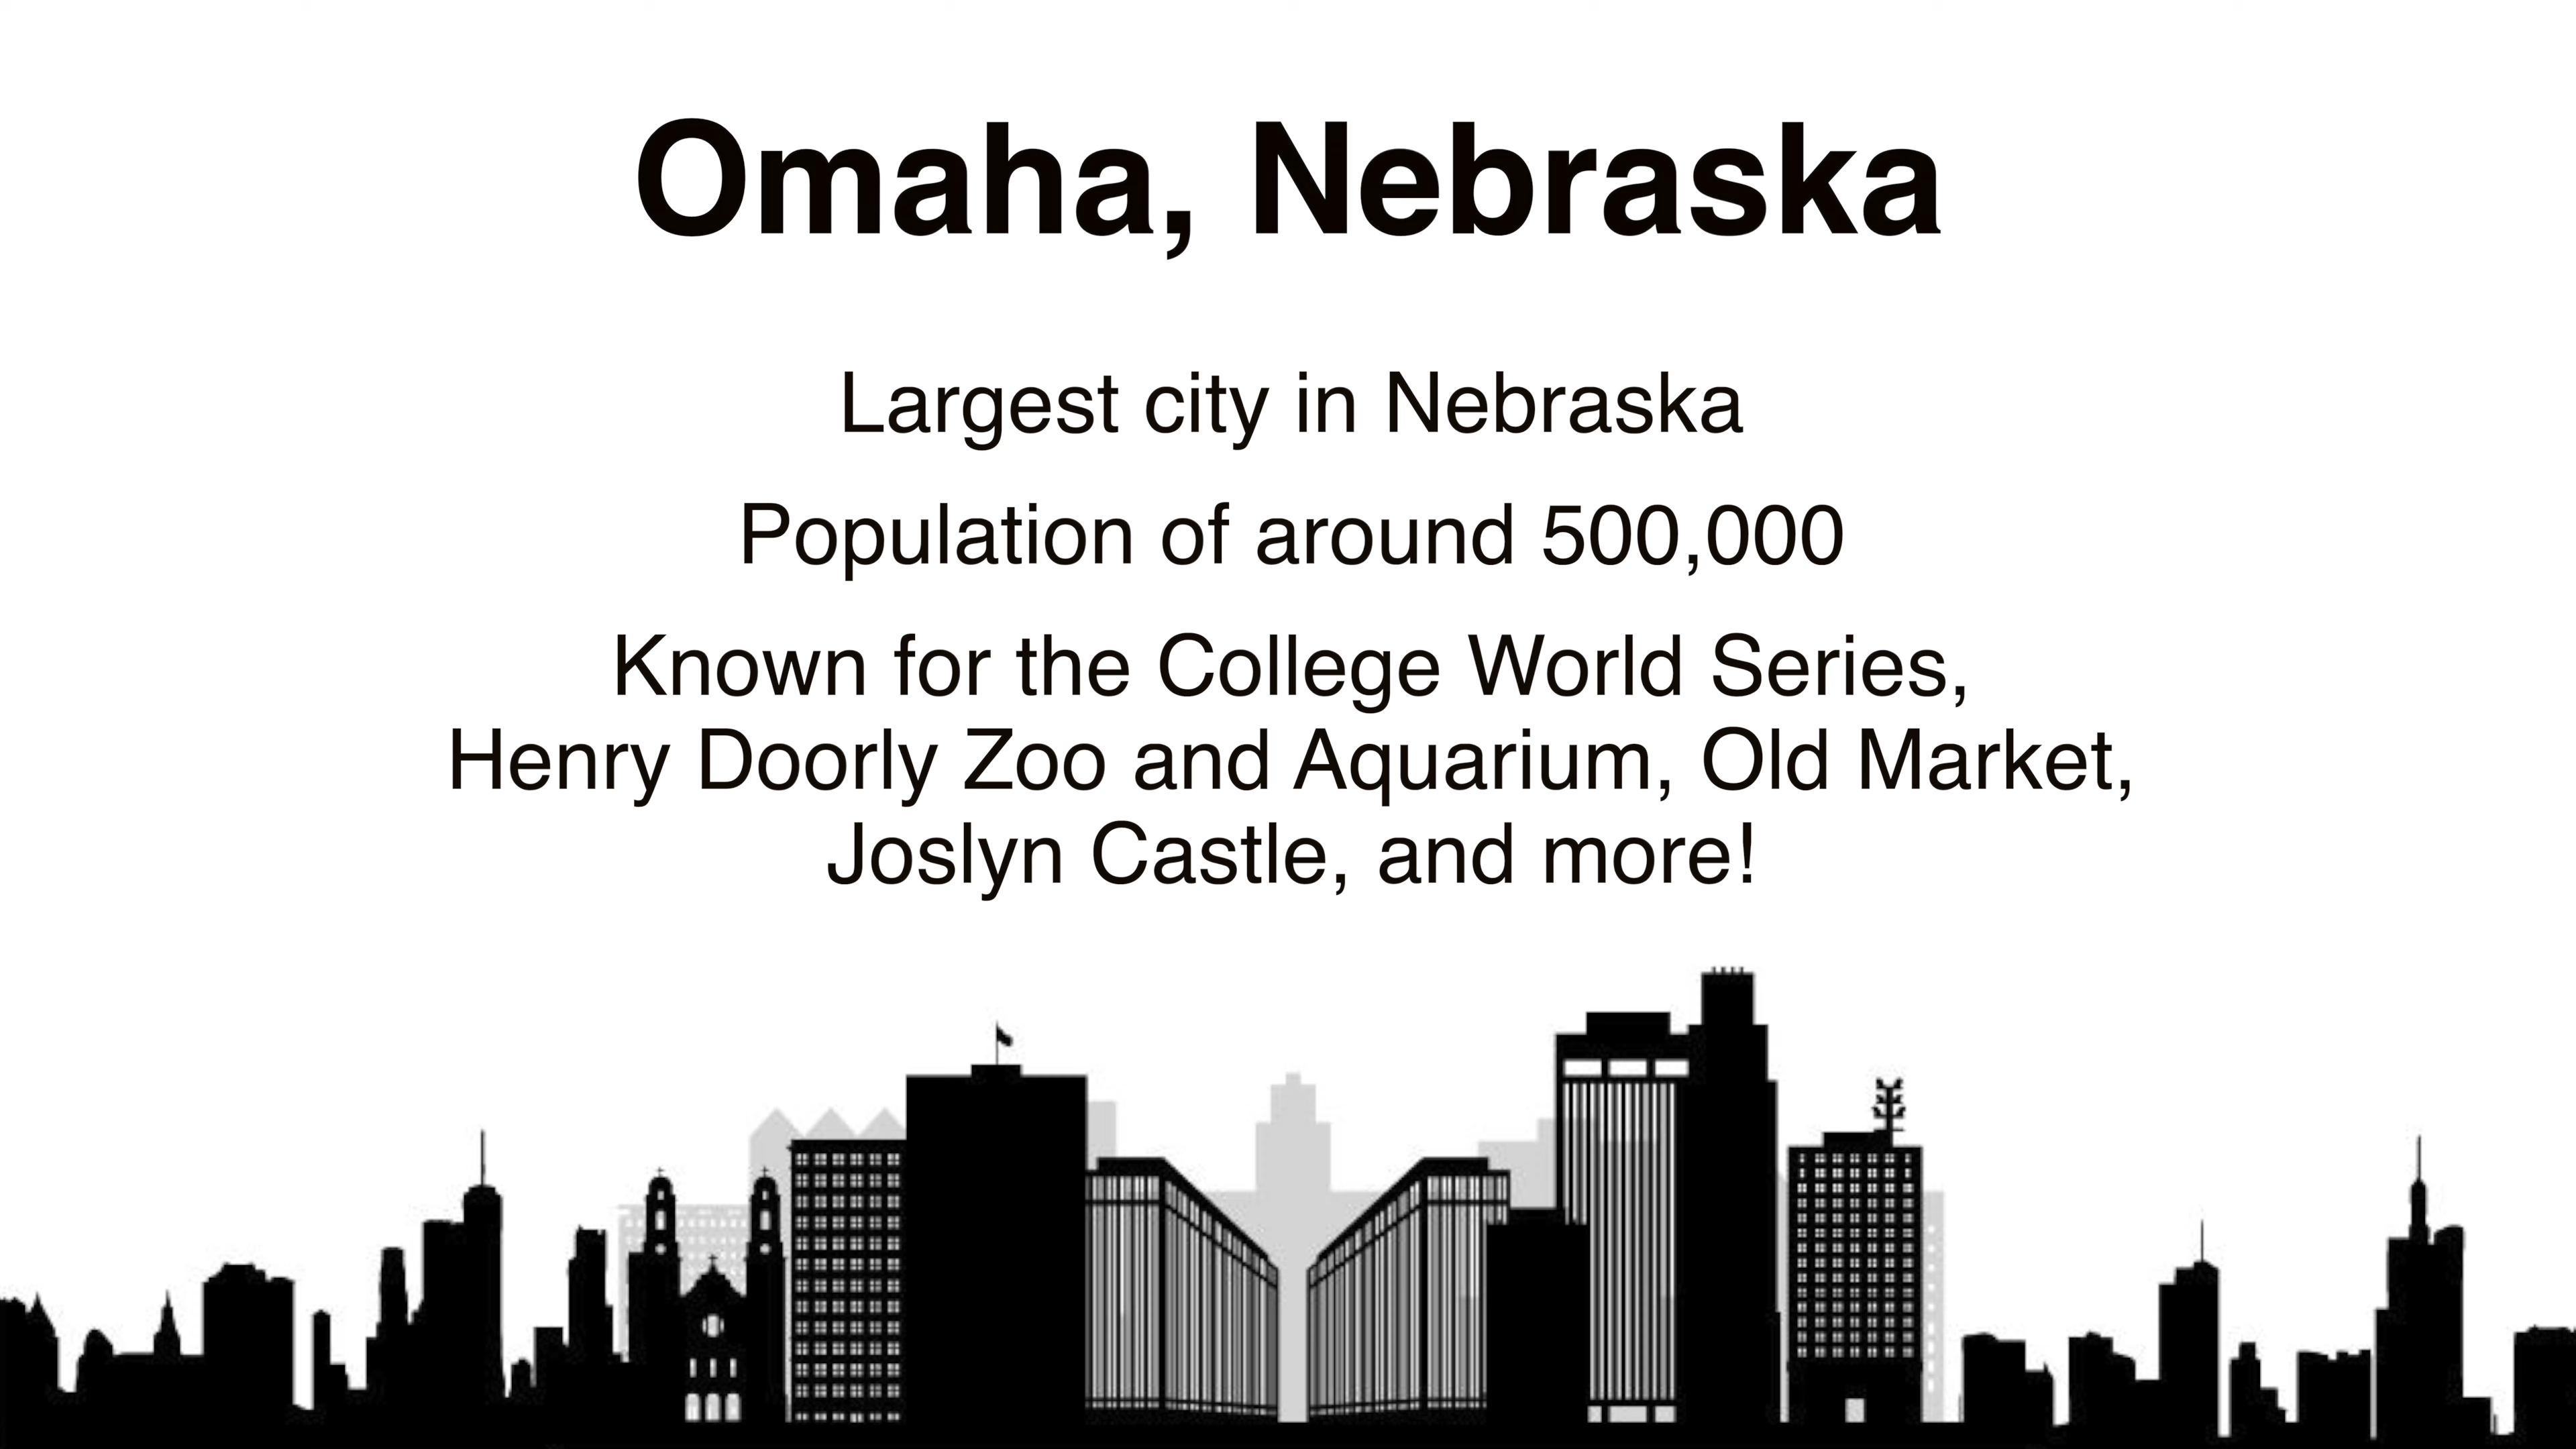 Omaha, Nebraska
Largest city in Nebraska
Population of around 500,000
Known for the College World Series,
Henry Doorly Zoo and Aquarium, Old Market,
Joslyn Castle, and more!